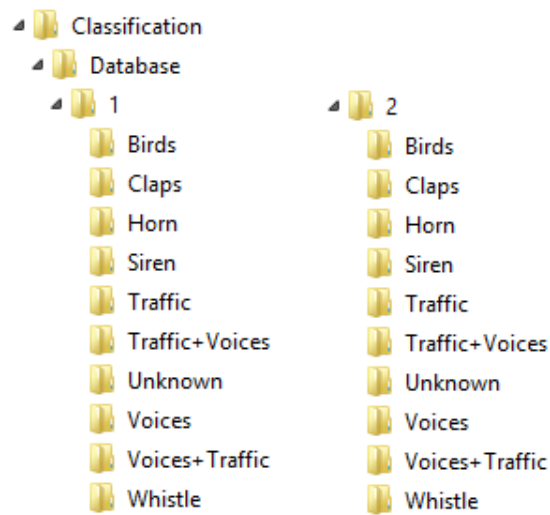 Classification
Database
1
Birds
Claps
Horn
Siren
Traffic
Traffic+Voices
Unknown
Voices
Voices+Traffic
Whistle
2
Birds
Claps
Horn
Siren
Traffic
Traffic+Voices
Unknown
Voices
Voices+Traffic
Whistle